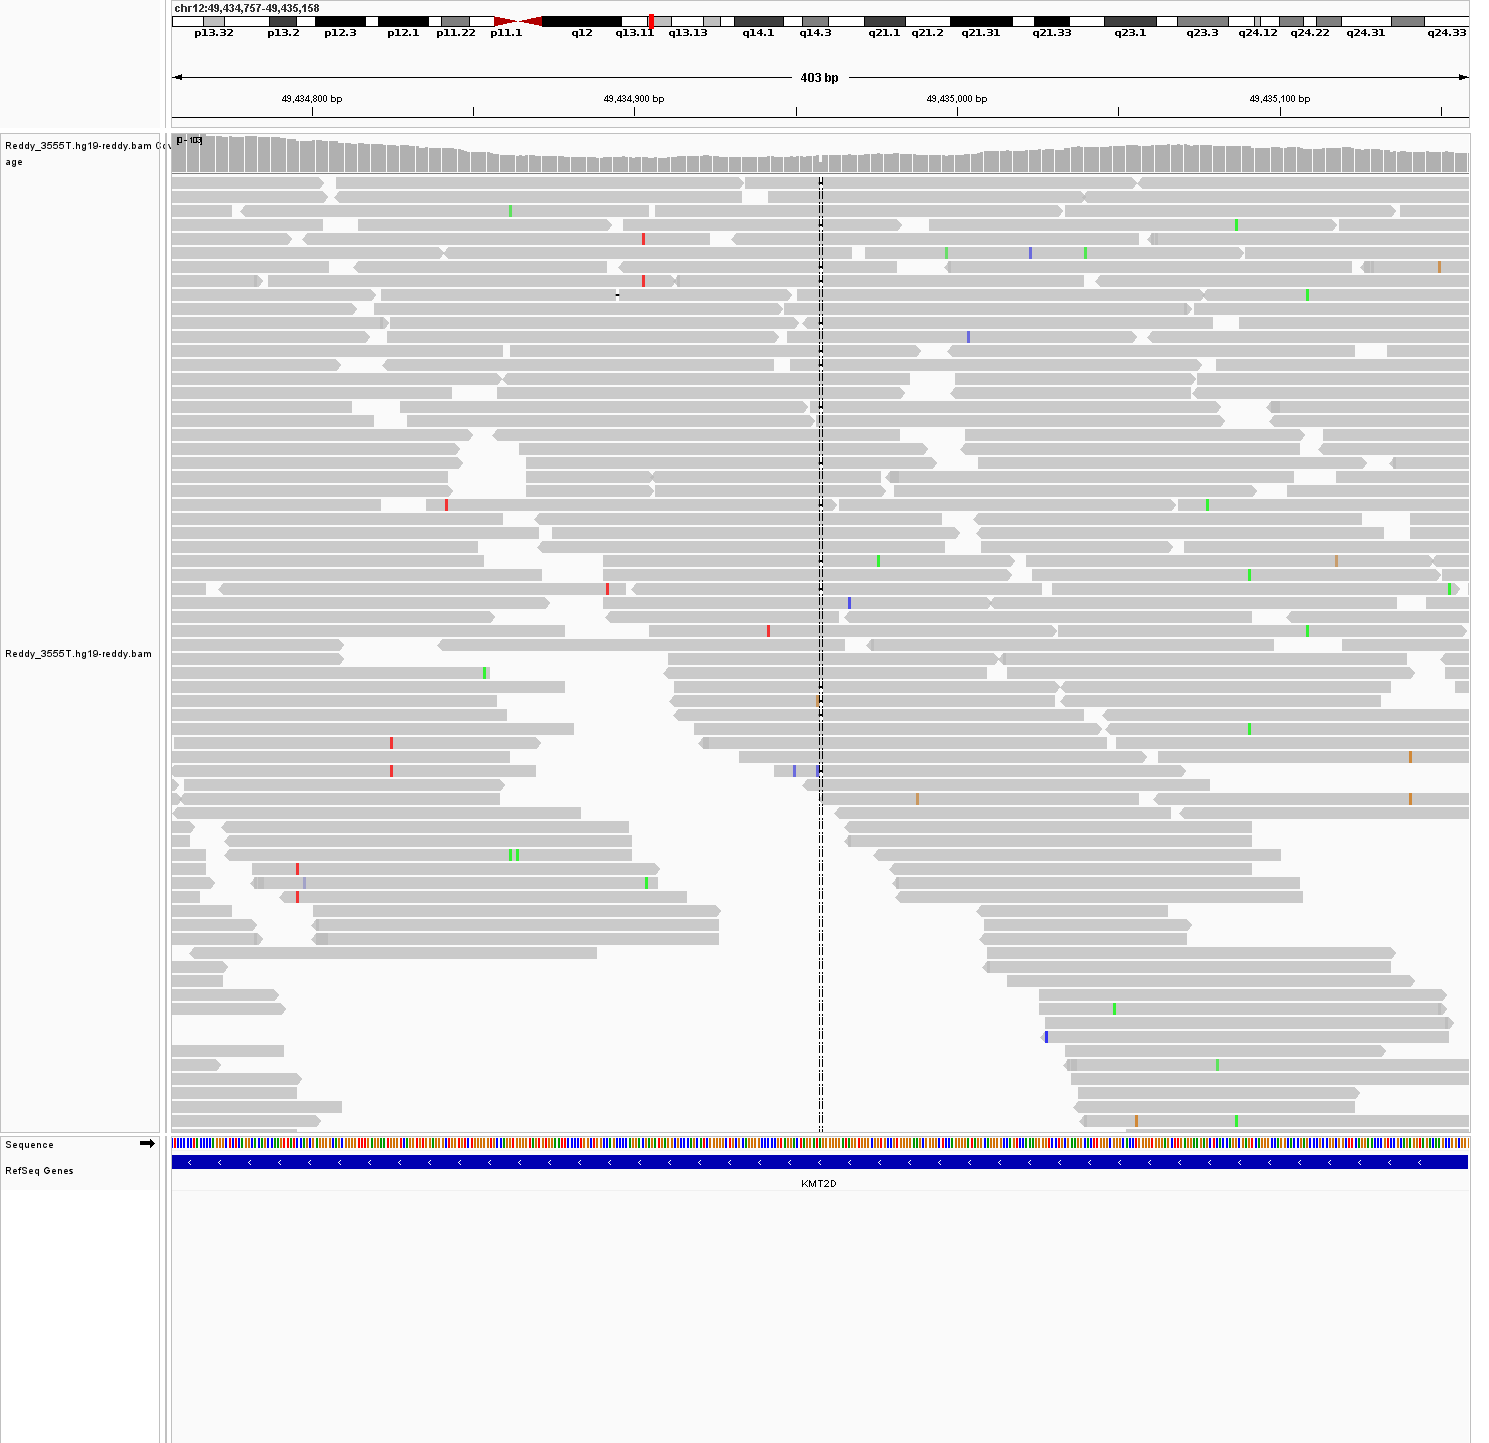 chr12:49,434,757-49,435,158
p13.32 p13.2 p12.3 p12.1 p11.22 p11.1 q12 q13.11 q13.13 q14.1 q14.3 q21.1 q21.2 q21.31 q21.33 q23.1 q23.3 q24.12 q24.22 q24.31 q24.33
403 bp
49,434,800 bp 49,434,900 bp 49,435,000 bp 49,435,100 bp
Reddy_3555T.hg19-reddy.bam Cov
age
[0 - 103]
Reddy_3555T.hg19-reddy.bam
Sequence
RefSeq Genes
KMT2D